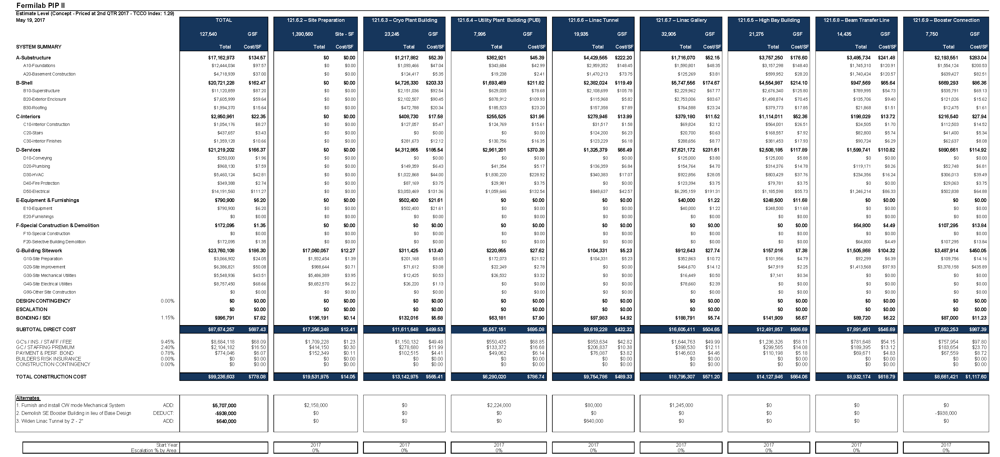 Fermilab PIP II
Estimate Level (Concept - Priced at 2nd QTR 2017 - TCCO Index: 1.29)
May 19, 2017 TOTAL 121.6.2 – Site Preparation 121.6.3 – Cryo Plant Building 121.6.4 – Utility Plant Building (PUB) 121.6.6 – Linac Tunnel 121.6.7 – Linac Gallery 121.6.5 – High Bay Building 121.6.8 – Beam Transfer Line 121.6.9 – Booster Connection
127,540 GSF 1,390,560 Site - SF 23,245 GSF 7,995 GSF 19,935 GSF 32,905 GSF 21,275 GSF 14,435 GSF 7,750 GSF
SYSTEM SUMMARY Total Cost/SF Total Cost/SF Total Cost/SF Total Cost/SF Total Cost/SF Total Cost/SF Total Cost/SF Total Cost/SF Total Cost/SF
A-Substructure $17,162,973 $134.57 $0 $0.00 $1,217,882 $52.39 $362,921 $45.39 $4,429,565 $222.20 $1,716,070 $52.15 $3,757,250 $176.60 $3,485,734 $241.48 $2,193,551 $283.04
A10-Foundations $12,444,034 $97.57 $0 $0.00 $1,093,466 $47.04 $343,684 $42.99 $2,959,352 $148.45 $1,590,801 $48.35 $3,157,298 $148.40 $1,745,310 $120.91 $1,554,124 $200.53
A20-Basement Construction $4,718,939 $37.00 $0 $0.00 $124,417 $5.35 $19,238 $2.41 $1,470,213 $73.75 $125,269 $3.81 $599,952 $28.20 $1,740,424 $120.57 $639,427 $82.51
B-Shell $20,721,228 $162.47 $0 $0.00 $4,726,330 $203.33 $1,693,469 $211.82 $2,382,024 $119.49 $5,747,556 $174.67 $4,554,987 $214.10 $947,569 $65.64 $669,293 $86.36
B10-Superstructure $11,120,859 $87.20 $0 $0.00 $2,151,036 $92.54 $629,035 $78.68 $2,108,699 $105.78 $2,229,962 $67.77 $2,676,340 $125.80 $789,995 $54.73 $535,791 $69.13
B20-Exterior Enclosure $7,605,999 $59.64 $0 $0.00 $2,102,507 $90.45 $878,912 $109.93 $115,968 $5.82 $2,753,006 $83.67 $1,498,874 $70.45 $135,706 $9.40 $121,026 $15.62
B30-Roofing $1,994,370 $15.64 $0 $0.00 $472,788 $20.34 $185,523 $23.20 $157,358 $7.89 $764,588 $23.24 $379,773 $17.85 $21,868 $1.51 $12,475 $1.61
C-Interiors $2,850,961 $22.35 $0 $0.00 $408,730 $17.58 $255,525 $31.96 $278,946 $13.99 $379,180 $11.52 $1,114,011 $52.36 $198,029 $13.72 $216,540 $27.94
C10-Interior Construction $1,054,176 $8.27 $0 $0.00 $127,057 $5.47 $124,769 $15.61 $31,517 $1.58 $69,824 $2.12 $564,001 $26.51 $24,505 $1.70 $112,503 $14.52
C20-Stairs $437,657 $3.43 $0 $0.00 $0 $0.00 $0 $0.00 $124,200 $6.23 $20,700 $0.63 $168,557 $7.92 $82,800 $5.74 $41,400 $5.34
C30-Interior Finishes $1,359,128 $10.66 $0 $0.00 $281,673 $12.12 $130,756 $16.35 $123,229 $6.18 $288,656 $8.77 $381,453 $17.93 $90,724 $6.29 $62,637 $8.08
D-Services $21,219,202 $166.37 $0 $0.00 $4,312,865 $185.54 $2,961,201 $370.38 $1,325,379 $66.49 $7,621,172 $231.61 $2,508,185 $117.89 $1,599,741 $110.82 $890,661 $114.92
D10-Conveying $250,000 $1.96 $0 $0.00 $0 $0.00 $0 $0.00 $0 $0.00 $125,000 $3.80 $125,000 $5.88 $0 $0.00 $0 $0.00
D20-Plumbing $968,130 $7.59 $0 $0.00 $149,359 $6.43 $41,354 $5.17 $136,359 $6.84 $154,764 $4.70 $314,376 $14.78 $119,171 $8.26 $52,748 $6.81
D30-HVAC $5,460,124 $42.81 $0 $0.00 $1,022,868 $44.00 $1,830,220 $228.92 $340,383 $17.07 $922,856 $28.05 $803,429 $37.76 $234,356 $16.24 $306,013 $39.49
D40-Fire Protection $349,388 $2.74 $0 $0.00 $87,169 $3.75 $29,981 $3.75 $0 $0.00 $123,394 $3.75 $79,781 $3.75 $0 $0.00 $29,063 $3.75
D50-Electrical $14,191,560 $111.27 $0 $0.00 $3,053,469 $131.36 $1,059,646 $132.54 $848,637 $42.57 $6,295,159 $191.31 $1,185,598 $55.73 $1,246,214 $86.33 $502,838 $64.88
E-Equipment & Furnishings $790,900 $6.20 $0 $0.00 $502,400 $21.61 $0 $0.00 $0 $0.00 $40,000 $1.22 $248,500 $11.68 $0 $0.00 $0 $0.00
E10-Equipment $790,900 $6.20 $0 $0.00 $502,400 $21.61 $0 $0.00 $0 $0.00 $40,000 $1.22 $248,500 $11.68 $0 $0.00 $0 $0.00
E20-Furnishings $0 $0.00 $0 $0.00 $0 $0.00 $0 $0.00 $0 $0.00 $0 $0.00 $0 $0.00 $0 $0.00 $0 $0.00
F-Special Construction & Demolition $172,095 $1.35 $0 $0.00 $0 $0.00 $0 $0.00 $0 $0.00 $0 $0.00 $0 $0.00 $64,800 $4.49 $107,295 $13.84
F10-Special Construction $0 $0.00 $0 $0.00 $0 $0.00 $0 $0.00 $0 $0.00 $0 $0.00 $0 $0.00 $0 $0.00 $0 $0.00
F20-Selective Building Demolition $172,095 $1.35 $0 $0.00 $0 $0.00 $0 $0.00 $0 $0.00 $0 $0.00 $0 $0.00 $64,800 $4.49 $107,295 $13.84
G-Building Sitework $23,760,108 $186.30 $17,060,057 $12.27 $311,425 $13.40 $220,855 $27.62 $104,331 $5.23 $912,643 $27.74 $157,016 $7.38 $1,505,868 $104.32 $3,487,914 $450.05
G10-Site Preparation $3,066,902 $24.05 $1,932,454 $1.39 $201,168 $8.65 $172,073 $21.52 $104,331 $5.23 $352,863 $10.72 $101,956 $4.79 $92,299 $6.39 $109,756 $14.16
G20-Site Improvement $6,386,821 $50.08 $988,644 $0.71 $71,612 $3.08 $22,249 $2.78 $0 $0.00 $464,670 $14.12 $47,919 $2.25 $1,413,568 $97.93 $3,378,158 $435.89
G30-Site Mechanical Utilities $5,548,936 $43.51 $5,486,389 $3.95 $12,425 $0.53 $26,532 $3.32 $0 $0.00 $16,449 $0.50 $7,141 $0.34 $0 $0.00 $0 $0.00
G40-Site Electrical Utilities $8,757,450 $68.66 $8,652,570 $6.22 $26,220 $1.13 $0 $0.00 $0 $0.00 $78,660 $2.39 $0 $0.00 $0 $0.00 $0 $0.00
G90-Other Site Construction $0 $0.00 $0 $0.00 $0 $0.00 $0 $0.00 $0 $0.00 $0 $0.00 $0 $0.00 $0 $0.00 $0 $0.00
DESIGN CONTINGENCY 0.00% $0 $0.00 $0 $0.00 $0 $0.00 $0 $0.00 $0 $0.00 $0 $0.00 $0 $0.00 $0 $0.00 $0 $0.00
ESCALATION $0 $0.00 $0 $0.00 $0 $0.00 $0 $0.00 $0 $0.00 $0 $0.00 $0 $0.00 $0 $0.00 $0 $0.00
BONDING / SDI 1.15% $996,791 $7.82 $196,191 $0.14 $132,016 $5.68 $63,181 $7.90 $97,983 $4.92 $188,791 $5.74 $141,909 $6.67 $89,720 $6.22 $87,000 $11.23
SUBTOTAL DIRECT COST $87,674,257 $687.43 $17,256,248 $12.41 $11,611,648 $499.53 $5,557,151 $695.08 $8,618,228 $432.32 $16,605,411 $504.65 $12,481,857 $586.69 $7,891,461 $546.69 $7,652,253 $987.39
GC's / INS. / STAFF / FEE 9.45% $8,684,118 $68.09 $1,709,228 $1.23 $1,150,132 $49.48 $550,435 $68.85 $853,634 $42.82 $1,644,763 $49.99 $1,236,326 $58.11 $781,648 $54.15 $757,954 $97.80
GC / STAFFING PREMIUM 2.40% $2,104,182 $16.50 $414,150 $0.30 $278,680 $11.99 $133,372 $16.68 $206,837 $10.38 $398,530 $12.11 $299,565 $14.08 $189,395 $13.12 $183,654 $23.70
PAYMENT & PERF. BOND 0.78% $774,046 $6.07 $152,349 $0.11 $102,515 $4.41 $49,062 $6.14 $76,087 $3.82 $146,603 $4.46 $110,198 $5.18 $69,671 $4.83 $67,559 $8.72
BUILDERS RISK INSURANCE 0.00% $0 $0.00 $0 $0.00 $0 $0.00 $0 $0.00 $0 $0.00 $0 $0.00 $0 $0.00 $0 $0.00 $0 $0.00
CONSTRUCTION CONTINGENCY 0.00% $0 $0.00 $0 $0.00 $0 $0.00 $0 $0.00 $0 $0.00 $0 $0.00 $0 $0.00 $0 $0.00 $0 $0.00
TOTAL CONSTRUCTION COST $99,236,603 $778.08 $19,531,975 $14.05 $13,142,975 $565.41 $6,290,020 $786.74 $9,754,786 $489.33 $18,795,307 $571.20 $14,127,946 $664.06 $8,932,174 $618.79 $8,661,421 $1,117.60
Alternates
1. Furnish and install CW mode Mechanical System ADD: $5,707,000 $2,158,000 $0 $2,224,000 $80,000 $1,245,000 $0 $0 $0
2. Demolish SE Booster Building in lieu of Base Design DEDUCT: -$938,000 $0 $0 $0 $0 $0 $0 $0 -$938,000
3. Widen Linac Tunnel by 2' - 2" ADD: $640,000 $0 $0 $0 $640,000 $0 $0 $0 $0
Start Year: 2017 2017 2017 2017 2017 2017 2017 2017
Escalation % by Area : 0% 0% 0% 0% 0% 0% 0% 0%